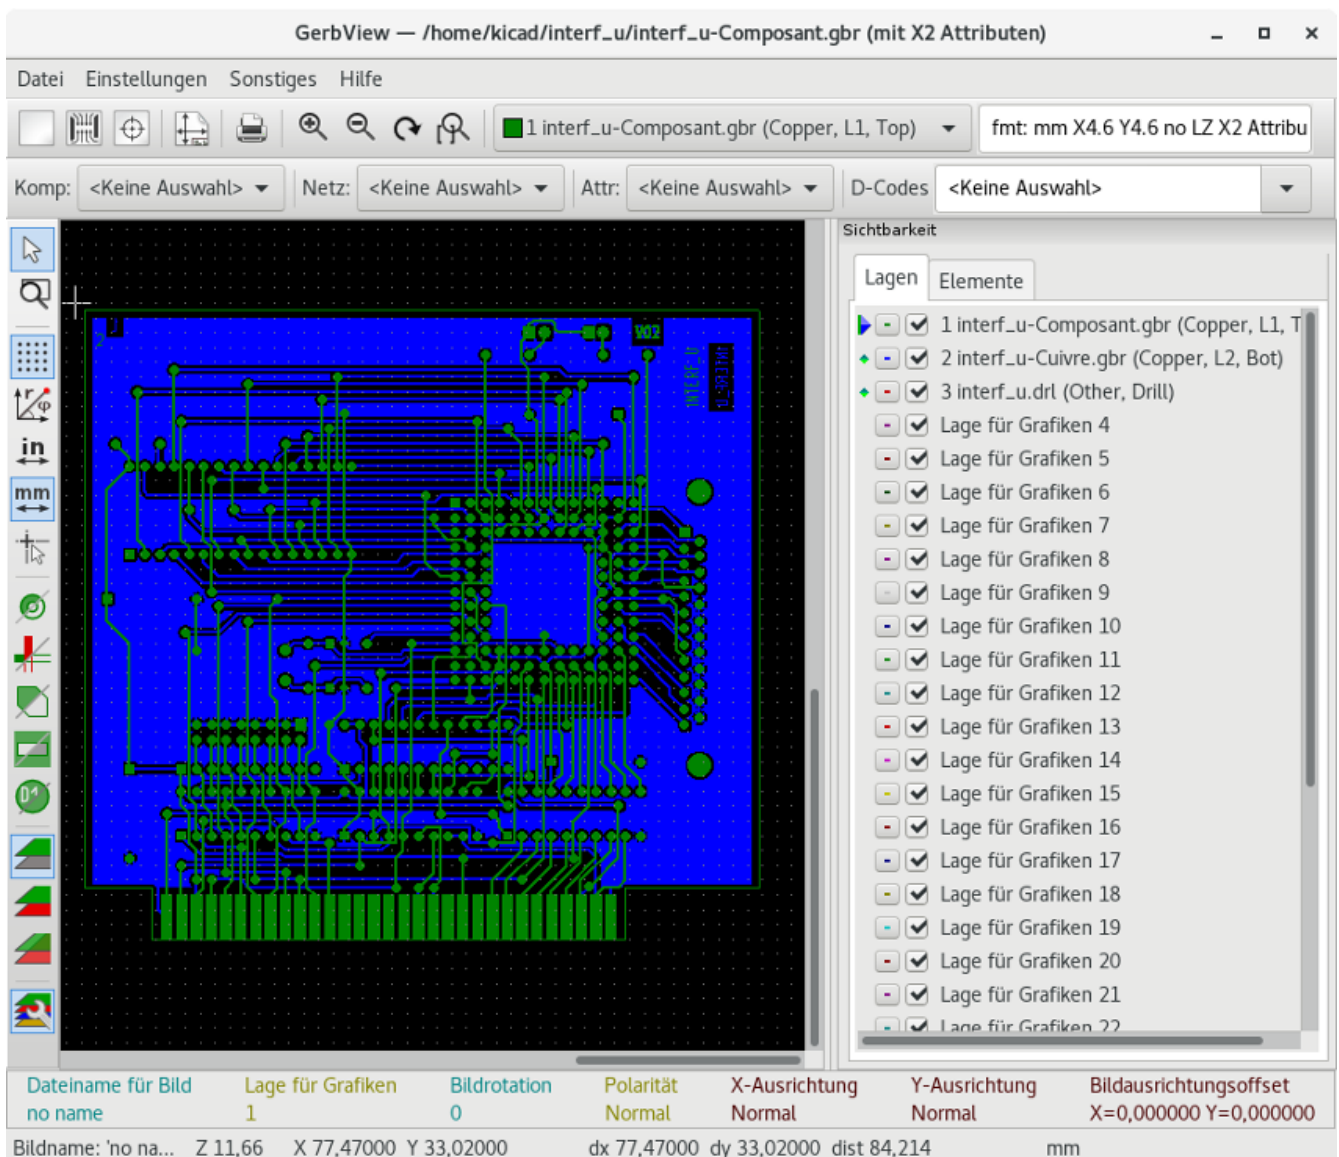 GerbView — /home/kicad/interf_u/interf_u-Composant.gbr (mit X2 Attributen)
Datei Einstellungen Sonstiges Hilfe
1 interf_u-Composant.gbr (Copper, L1, Top) fmt: mm X4.6 Y4.6 no LZ X2 Attribu
Komp: <Keine Auswahl> Netz: <Keine Auswahl> Attr: <Keine Auswahl> D-Codes <Keine Auswahl>
Sichtbarkeit
Lagen Elemente
in
mm
2
V02
INTERF_U
1 interf_u-Composant.gbr (Copper, L1, T
2 interf_u-Cuivre.gbr (Copper, L2, Bot)
3 interf_u.drl (Other, Drill)
Lage für Grafiken 4
Lage für Grafiken 5
Lage für Grafiken 6
Lage für Grafiken 7
Lage für Grafiken 8
Lage für Grafiken 9
Lage für Grafiken 10
Lage für Grafiken 11
Lage für Grafiken 12
Lage für Grafiken 13
Lage für Grafiken 14
Lage für Grafiken 15
Lage für Grafiken 16
Lage für Grafiken 17
Lage für Grafiken 18
Lage für Grafiken 19
Lage für Grafiken 20
Lage für Grafiken 21
Lage für Grafiken 22
Dateiname für Bild Lage für Grafiken Bildrotation Polarität X-Ausrichtung Y-Ausrichtung Bildausrichtungsoffset
no name 1 0 Normal Normal Normal X=0,000000 Y=0,000000
Bildname: 'no na... Z 11,66 X 77,47000 Y 33,02000 dx 77,47000 dy 33,02000 dist 84,214 mm